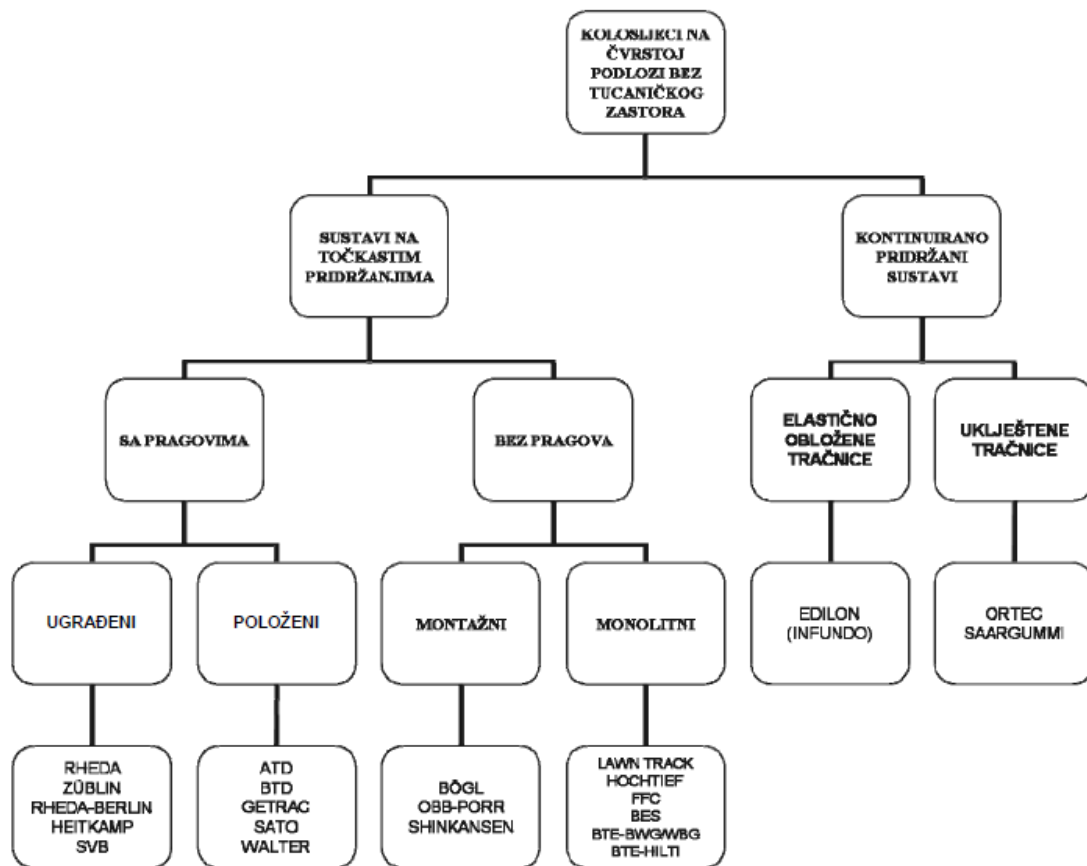 KOLOSIJECI NA
ČVRSTOJ
PODLOZI BEZ
TUCANIČKOG
ZASTORA
SUSTAVI NA
TOČKASTIM
PRIDRŽANJIMA
KONTINUIRANO
PRIDRŽANI
SUSTAVI
SA PRAGOVIMA
BEZ PRAGOVA
ELASTIČNO
OBLOŽENE
TRAČNICE
UKLJEŠTENE
TRAČNICE
UGRAĐENI
POLOŽENI
MONTAŽNI
MONOLITNI
EDILON
(INFUNDO)
ORTEC
SAARGUMMI
RHEDA
ZÜBLIN
RHEDA-BERLIN
HEITKAMP
SVB
ATD
BTD
GETRAC
SATO
WALTER
BÖGL
OBB-PORR
SHINKANSEN
LAWN TRACK
HOCHTIEF
FFC
BES
BTE-BWG/WBG
BTE-HILTI